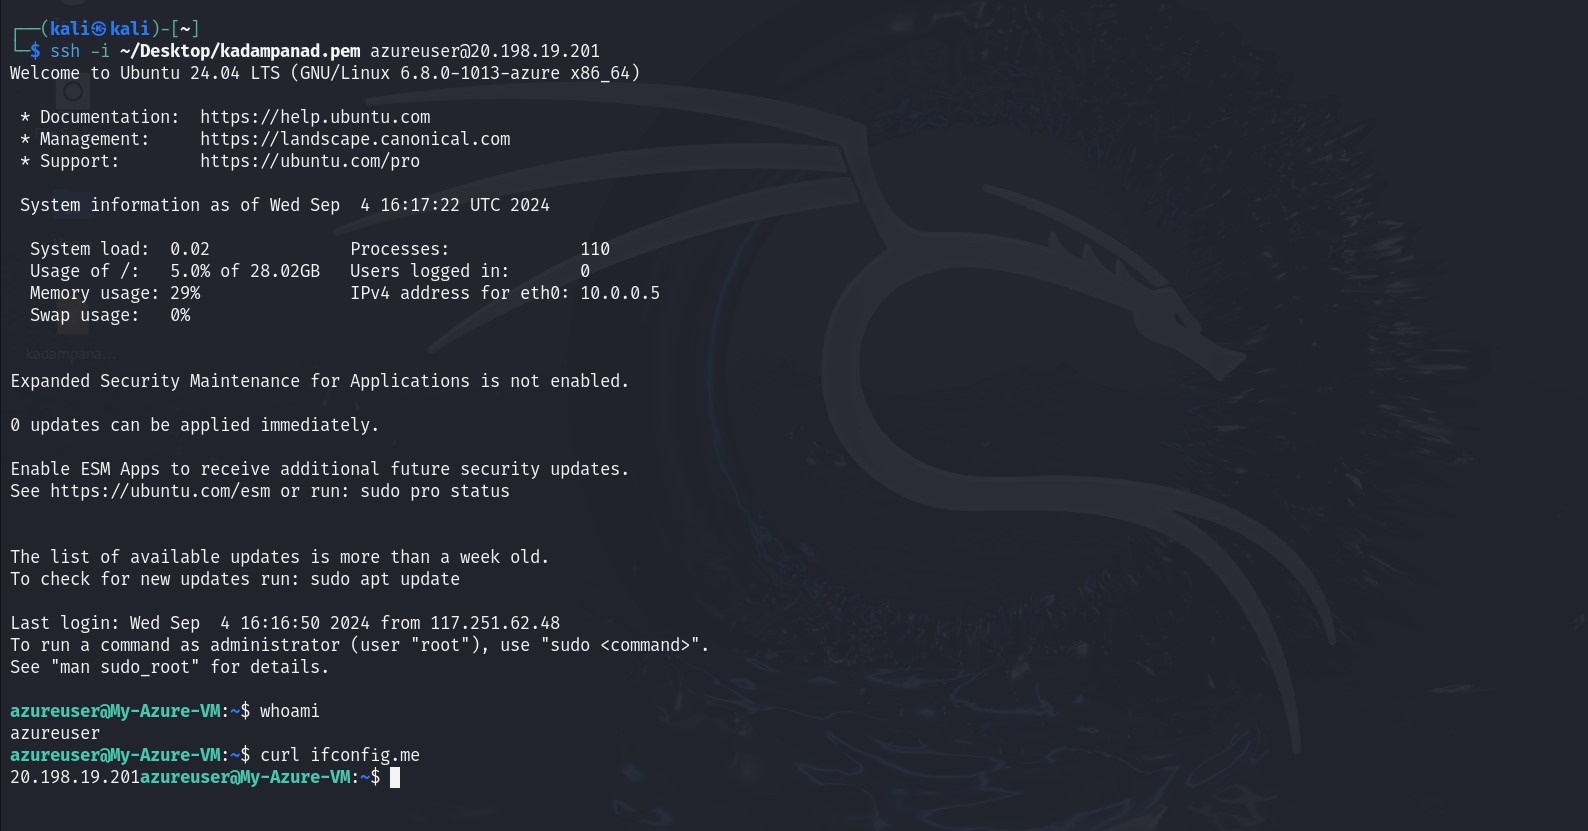 ┌──(kali㉿kali)-[~]
└─$ ssh -i ~/Desktop/kadampanad.pem azureuser@20.198.19.201
Welcome to Ubuntu 24.04 LTS (GNU/Linux 6.8.0-1013-azure x86_64)
* Documentation:  https://help.ubuntu.com
* Management:     https://landscape.canonical.com
* Support:        https://ubuntu.com/pro
System information as of Wed Sep  4 16:17:22 UTC 2024
System load:  0.02              Processes:             110
Usage of /:   5.0% of 28.02GB   Users logged in:       0
Memory usage: 29%               IPv4 address for eth0: 10.0.0.5
Swap usage:   0%
kadampana...
Expanded Security Maintenance for Applications is not enabled.
0 updates can be applied immediately.
Enable ESM Apps to receive additional future security updates.
See https://ubuntu.com/esm or run: sudo pro status
The list of available updates is more than a week old.
To check for new updates run: sudo apt update
Last login: Wed Sep  4 16:16:50 2024 from 117.251.62.48
To run a command as administrator (user "root"), use "sudo <command>".
See "man sudo_root" for details.
azureuser@My-Azure-VM:~$ whoami
azureuser
azureuser@My-Azure-VM:~$ curl ifconfig.me
20.198.19.201azureuser@My-Azure-VM:~$